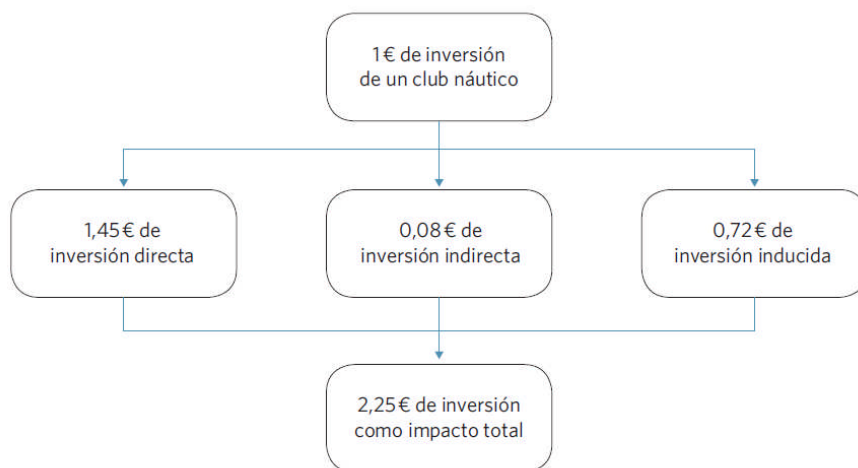 1 € de inversión
de un club náutico
1,45 € de
inversión directa
0,08 € de
inversión indirecta
0,72 € de
inversión inducida
2,25 € de inversión
como impacto total